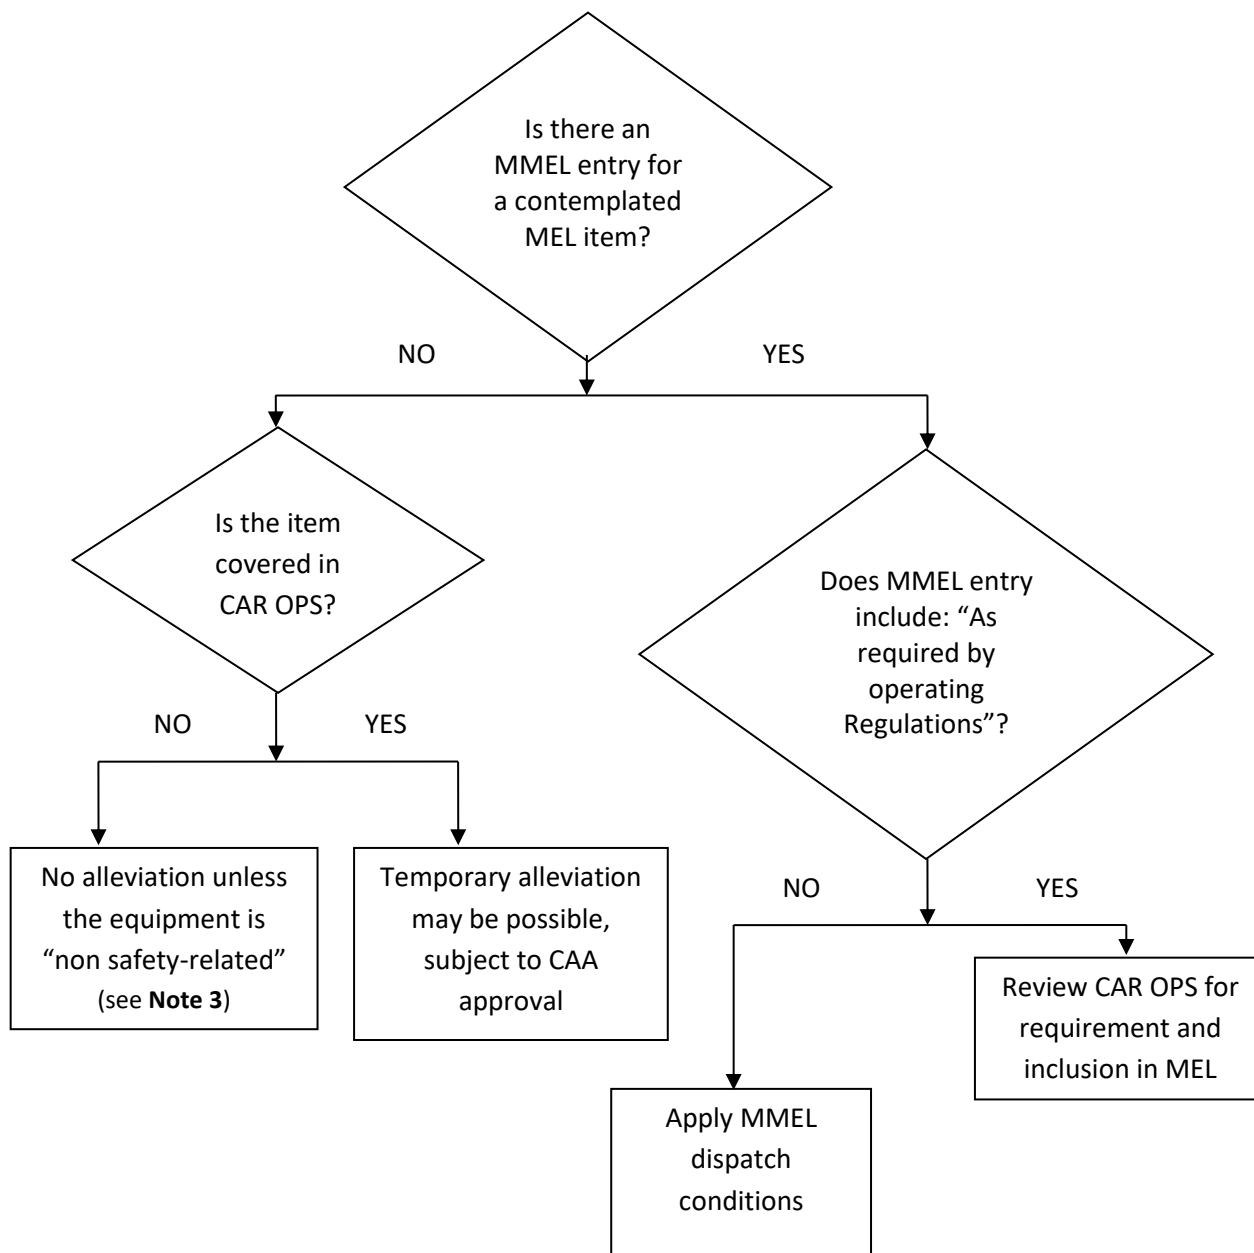 Is there an
MMEL entry for
a contemplated
MEL item?
NO
YES
Is the item
covered in
CAR OPS?
Does MMEL entry
include: “As
required by
operating
Regulations”?
NO
YES
No alleviation unless
the equipment is
“non safety-related”
(see Note 3)
Temporary alleviation
may be possible,
subject to CAA
approval
NO
YES
Review CAR OPS for
requirement and
inclusion in MEL
Apply MMEL
dispatch
conditions